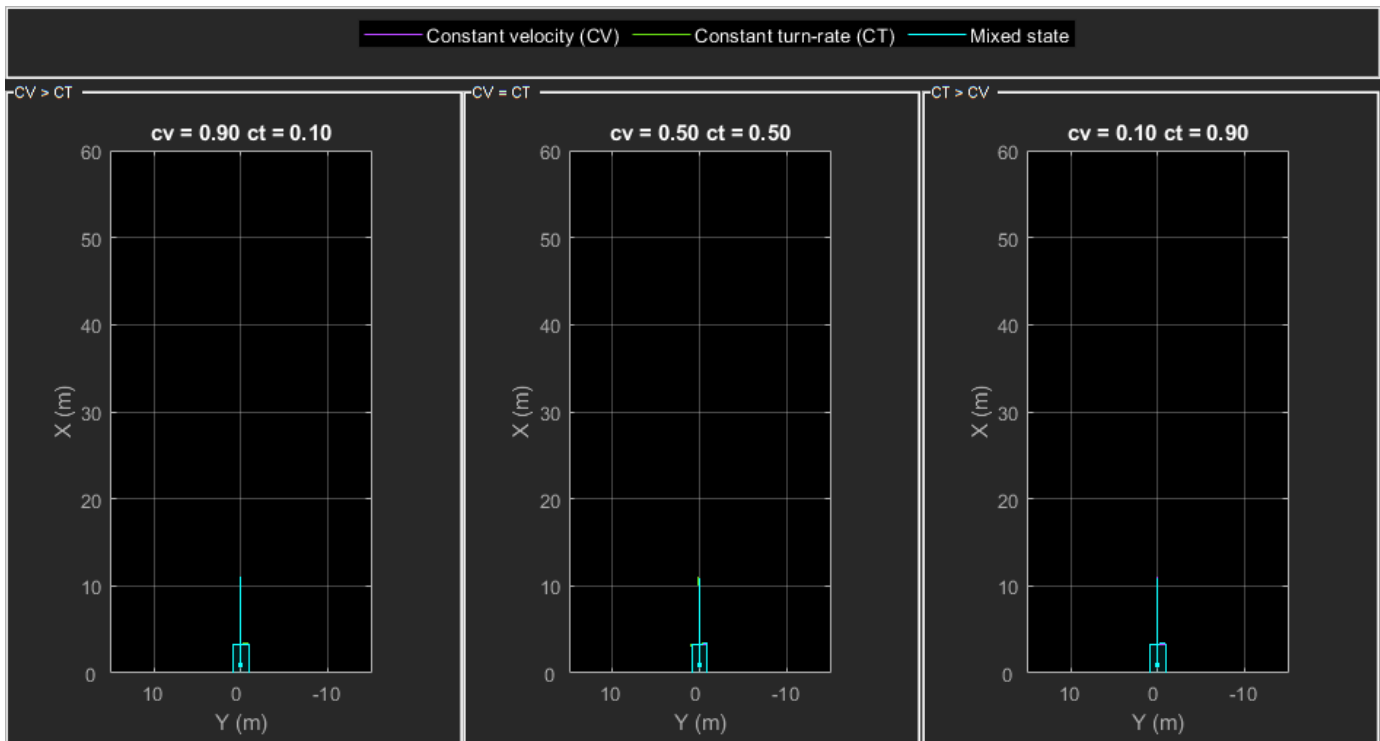 Constant velocity (CV) Constant turn-rate (CT) Mixed state
CV > CT
cv = 0.90 ct = 0.10
60
50
40
30
20
10
0
X (m)
10 0 -10
Y (m)
CV = CT
cv = 0.50 ct = 0.50
60
50
40
30
20
10
0
X (m)
10 0 -10
Y (m)
CT > CV
cv = 0.10 ct = 0.90
60
50
40
30
20
10
0
X (m)
10 0 -10
Y (m)